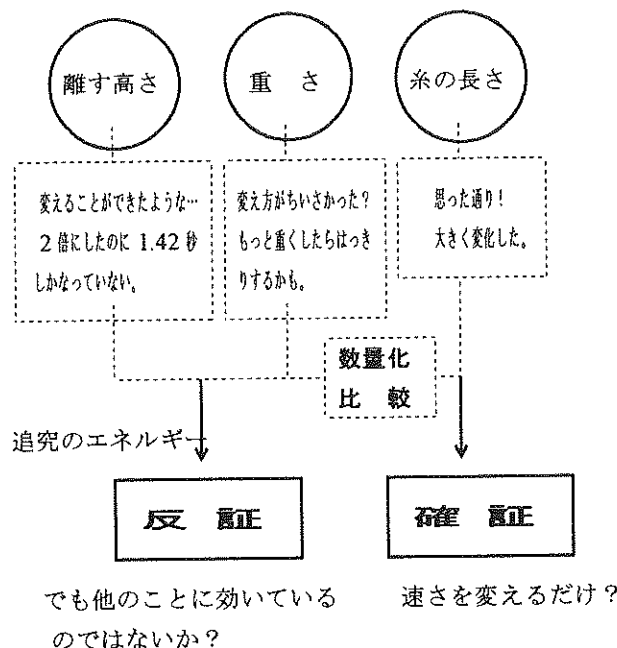 離す高さ
重 さ
糸の長さ
変えることができたような…
2倍にしたのに 1.42 秒
しかなっていない。
変え方がちいさかった?
もっと重くしたらはっき
りするかも。
思った通り!
大きく変化した。
数量化
比 較
追究のエネルギー
反 証
確 証
でも他のことに効いている
のではないか?
速さを変えるだけ?